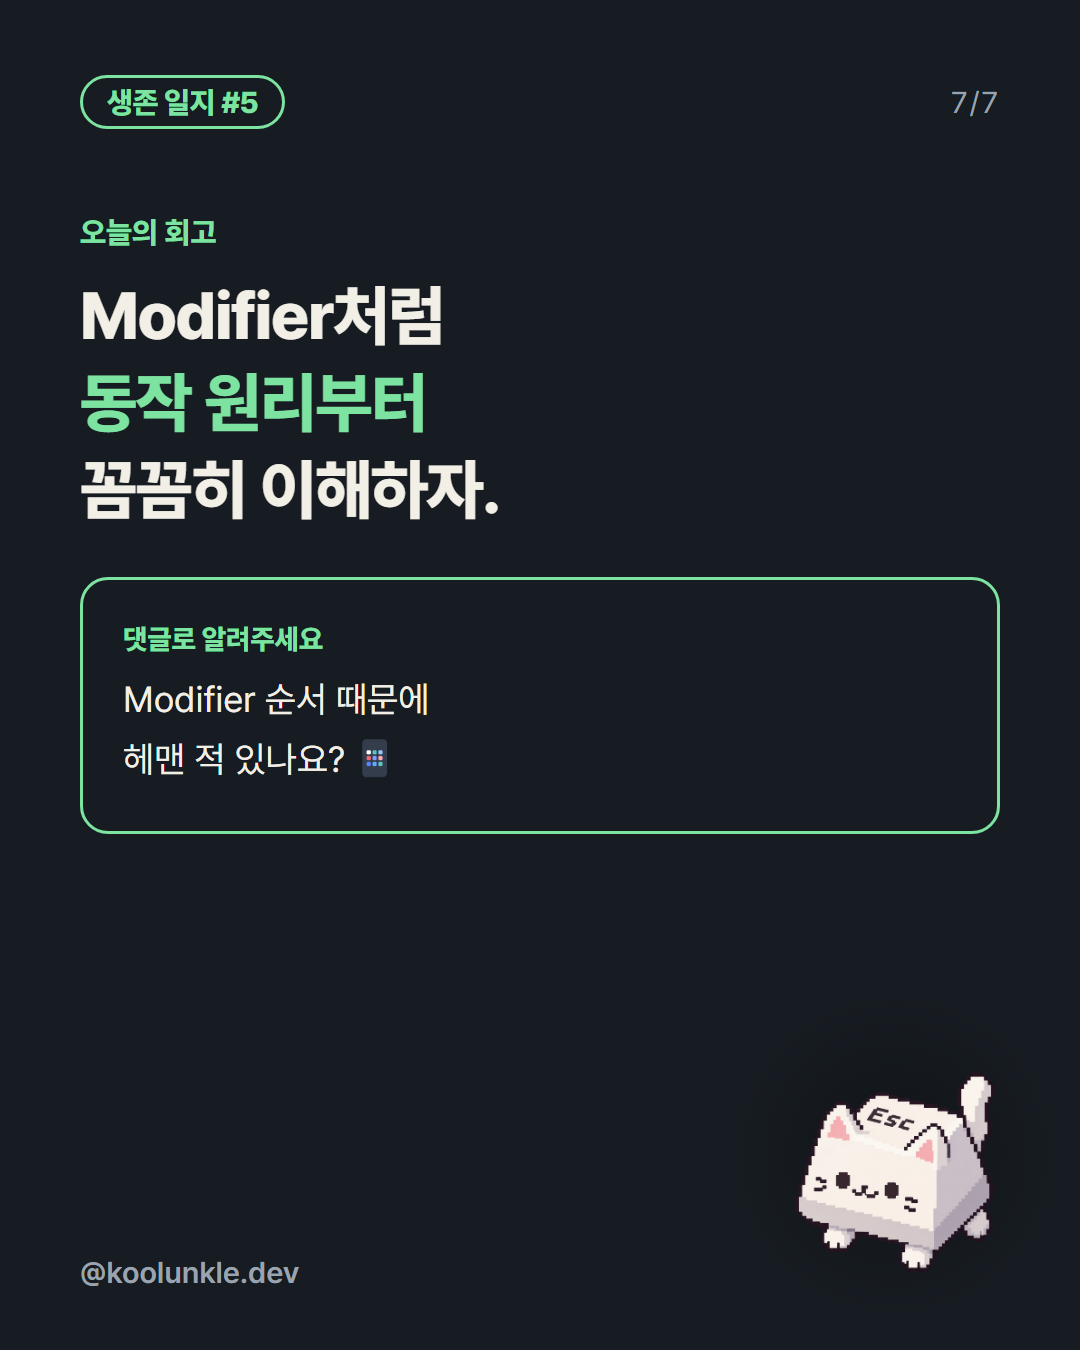 생존 일지 #5
7/7
오늘의 회고
Modifier처럼
동작 원리부터
꼼꼼히 이해하자.
댓글로 알려주세요
Modifier 순서 때문에
헤맨 적 있나요? 📱
Esc
@koolunkle.dev